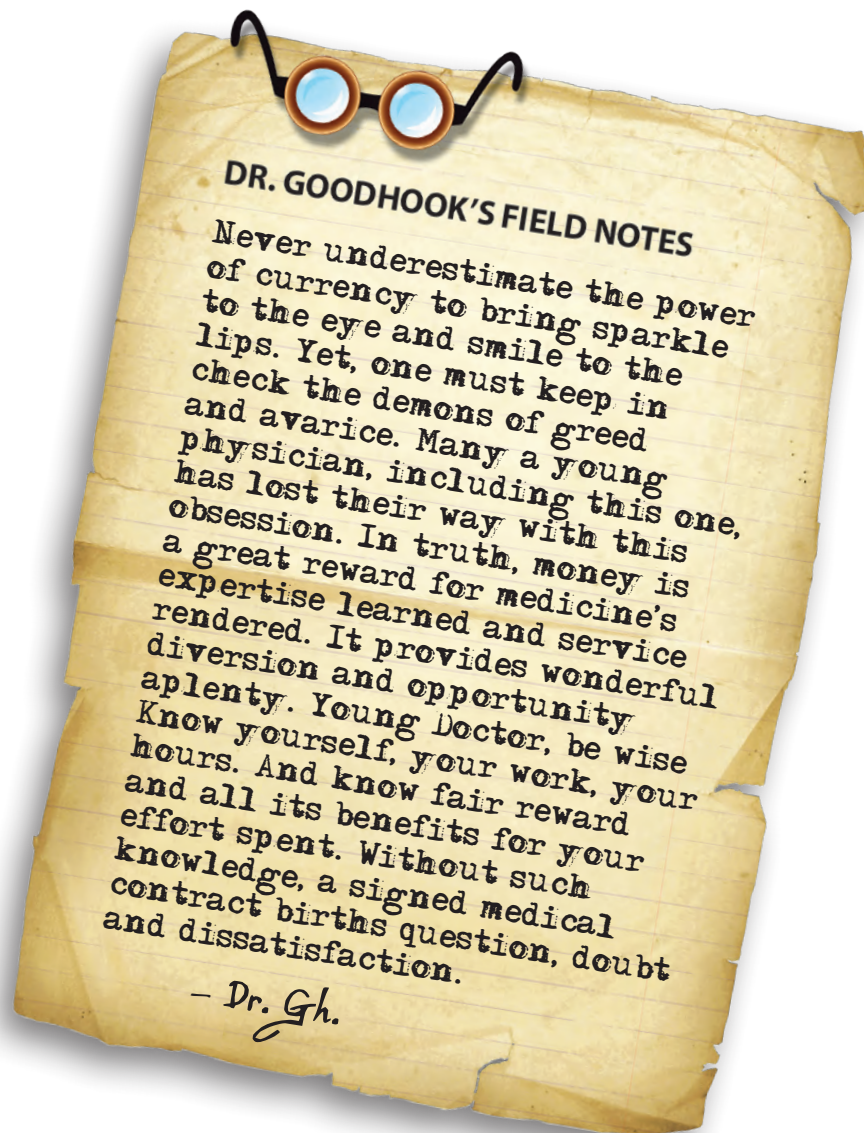 DR. GOODHOOK'S FIELD NOTES
Never underestimate the power
of currency to bring sparkle
to the eye and smile to the
lips. Yet, one must keep in
check the demons of greed
and avarice. Many a young
physician, including this one,
has lost their way with this
obsession. In truth, money is
a great reward for medicine's
expertise learned and service
rendered. It provides wonderful
diversion and opportunity
aplenty. Young Doctor, be wise
Know yourself, your work, your
hours. And know fair reward
and all its benefits for your
effort spent. Without such
knowledge, a signed medical
contract births question, doubt
and dissatisfaction.
– Dr. Gh.